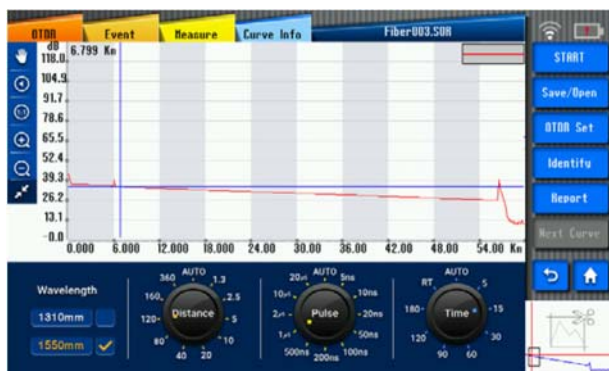 OTDR Event Measure Curve Info Fiber003.SOR
dB 6.799 Km
118.0
104.9
91.7
78.6
65.5
52.4
39.3
26.2
13.1
-0.0
0.000 6.000 12.000 18.000 24.00 30.00 36.00 42.00 48.00 54.00 Km
START
Save/Open
OTDR Set
Identify
Report
Next Curve
Wavelength
1310nm
1550nm
AUTO
360 1.3
160 2.5
120 Distance 5
80 10
40 20
AUTO
20μs 5ns
10μs 10ns
2μs Pulse 20ns
1μs 50ns
500ns 200ns 100ns
AUTO
RT 5
180 Time 15
120 30
90 60